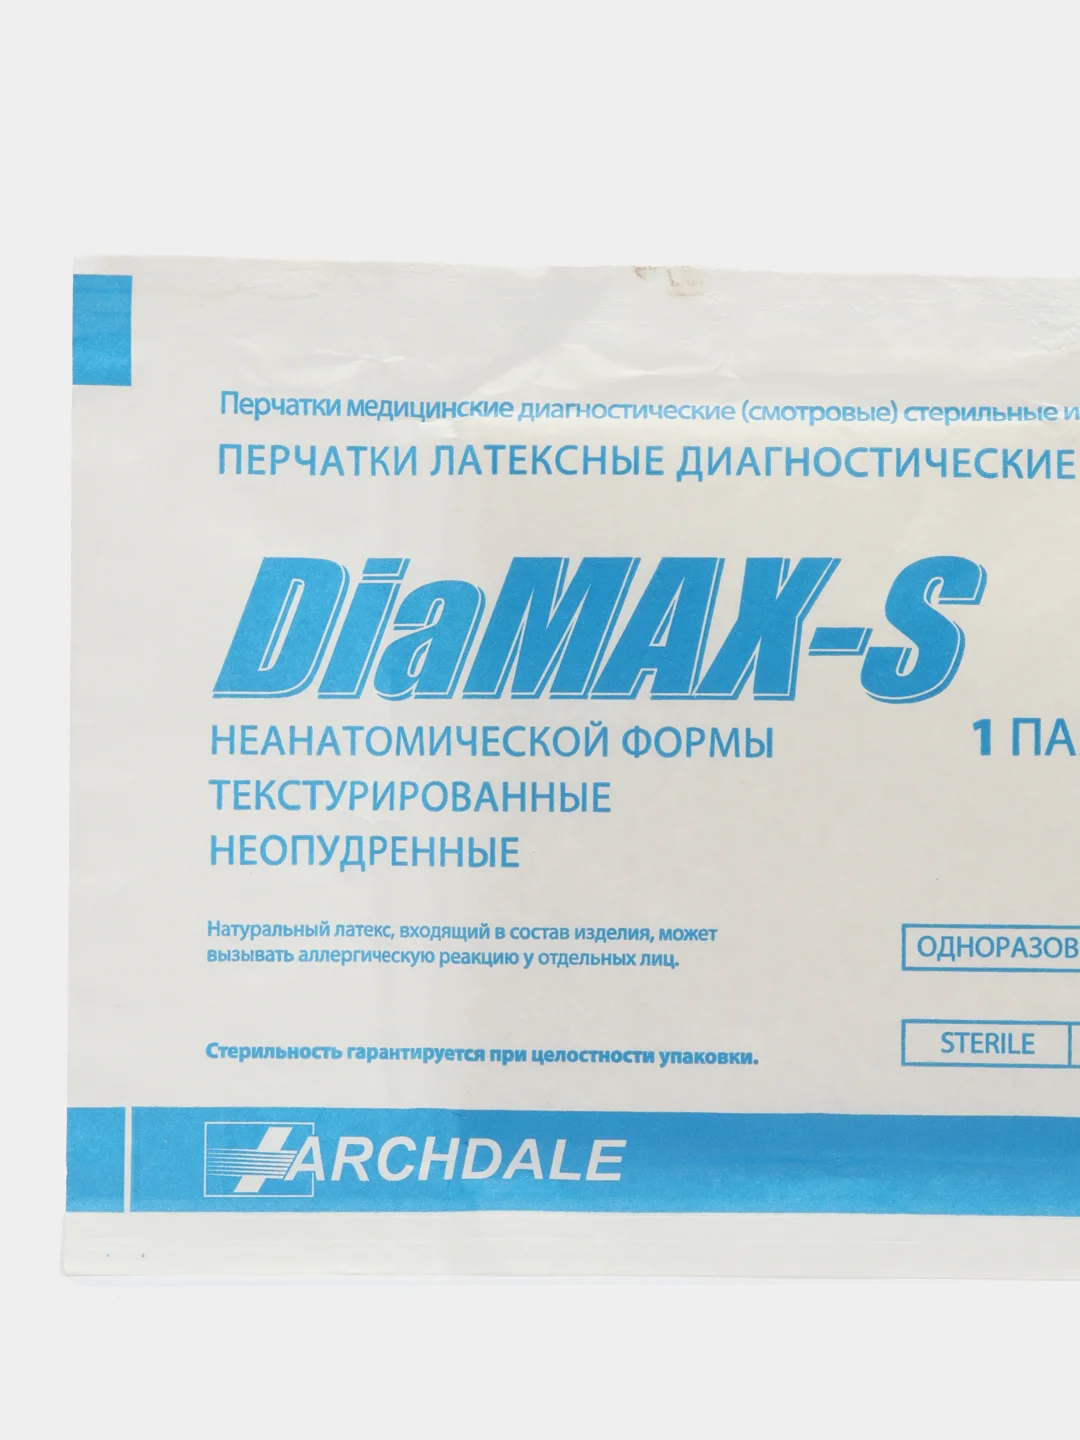 Перчатки медицинские диагностические (смотровые) стерильные
ПЕРЧАТКИ ЛАТЕКСНЫЕ ДИАГНОСТИЧЕСКИЕ
DiaMAX-S
НЕАНАТОМИЧЕСКОЙ ФОРМЫ
1 ПА
ТЕКСТУРИРОВАННЫЕ
НЕОПУДРЕННЫЕ
Натуральный латекс, входящий в состав изделия, может
вызывать аллергическую реакцию у отдельных лиц.
ОДНОРАЗОВ
STERILE
Стерильность гарантируется при целостности упаковки.
ARCHDALE